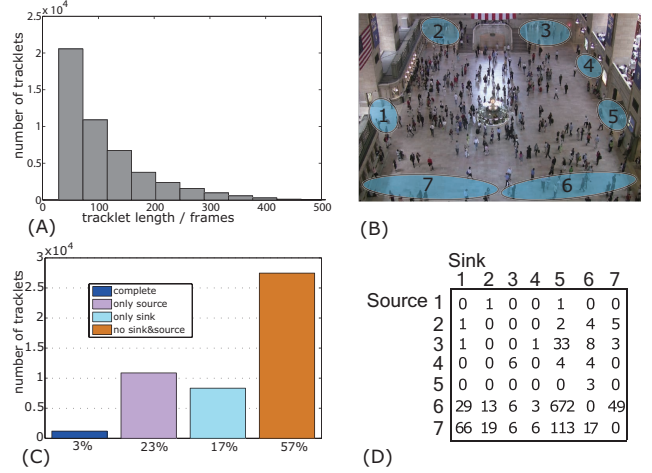 x10^4
2.5
2
1.5
1
0.5
0
0 100 200 300 400 500
number of tracklets
tracklet length / frames
(A)
1 2 3 4 5 6 7
(B)
x10^4
3
2.5
2
1.5
1
0.5
0
number of tracklets
complete
only source
only sink
no sink&source
3% 23% 17% 57%
(C)
Sink
1 2 3 4 5 6 7
Source 1 0 1 0 0 1 0 0
2 1 0 0 0 2 4 5
3 1 0 0 1 33 8 3
4 0 0 6 0 4 4 0
5 0 0 0 0 0 3 0
6 29 13 6 3 672 0 49
7 66 19 6 6 113 17 0
(D)